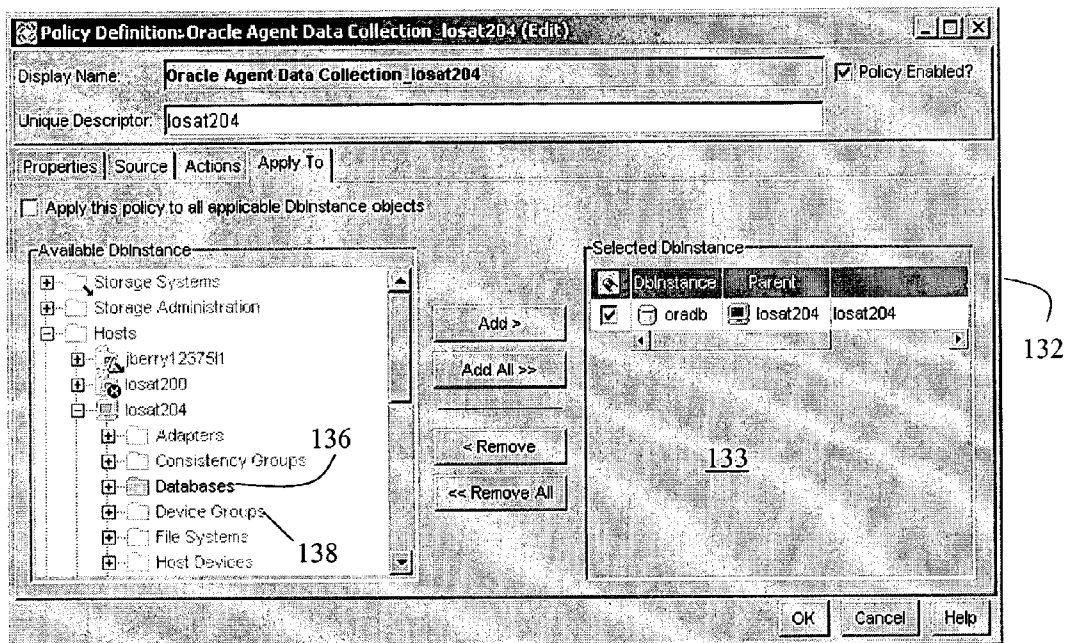 Policy Definition: Oracle Agent Data Collection_losat204 (Edit)
Display Name: Oracle Agent Data Collection_losat204 Policy Enabled?
Unique Descriptor: losat204
Properties Source Actions Apply To
Apply this policy to all applicable DbInstance objects
Available DbInstance
Storage Systems
Storage Administration
Hosts
jberry12375l1
losat200
losat204
Adapters
Consistency Groups
Databases
Device Groups
File Systems
Host Devices
136
138
Add >
Add All >>
< Remove
<< Remove All
Selected DbInstance
DbInstance Parent
oradb losat204 losat204
133
132
OK Cancel Help